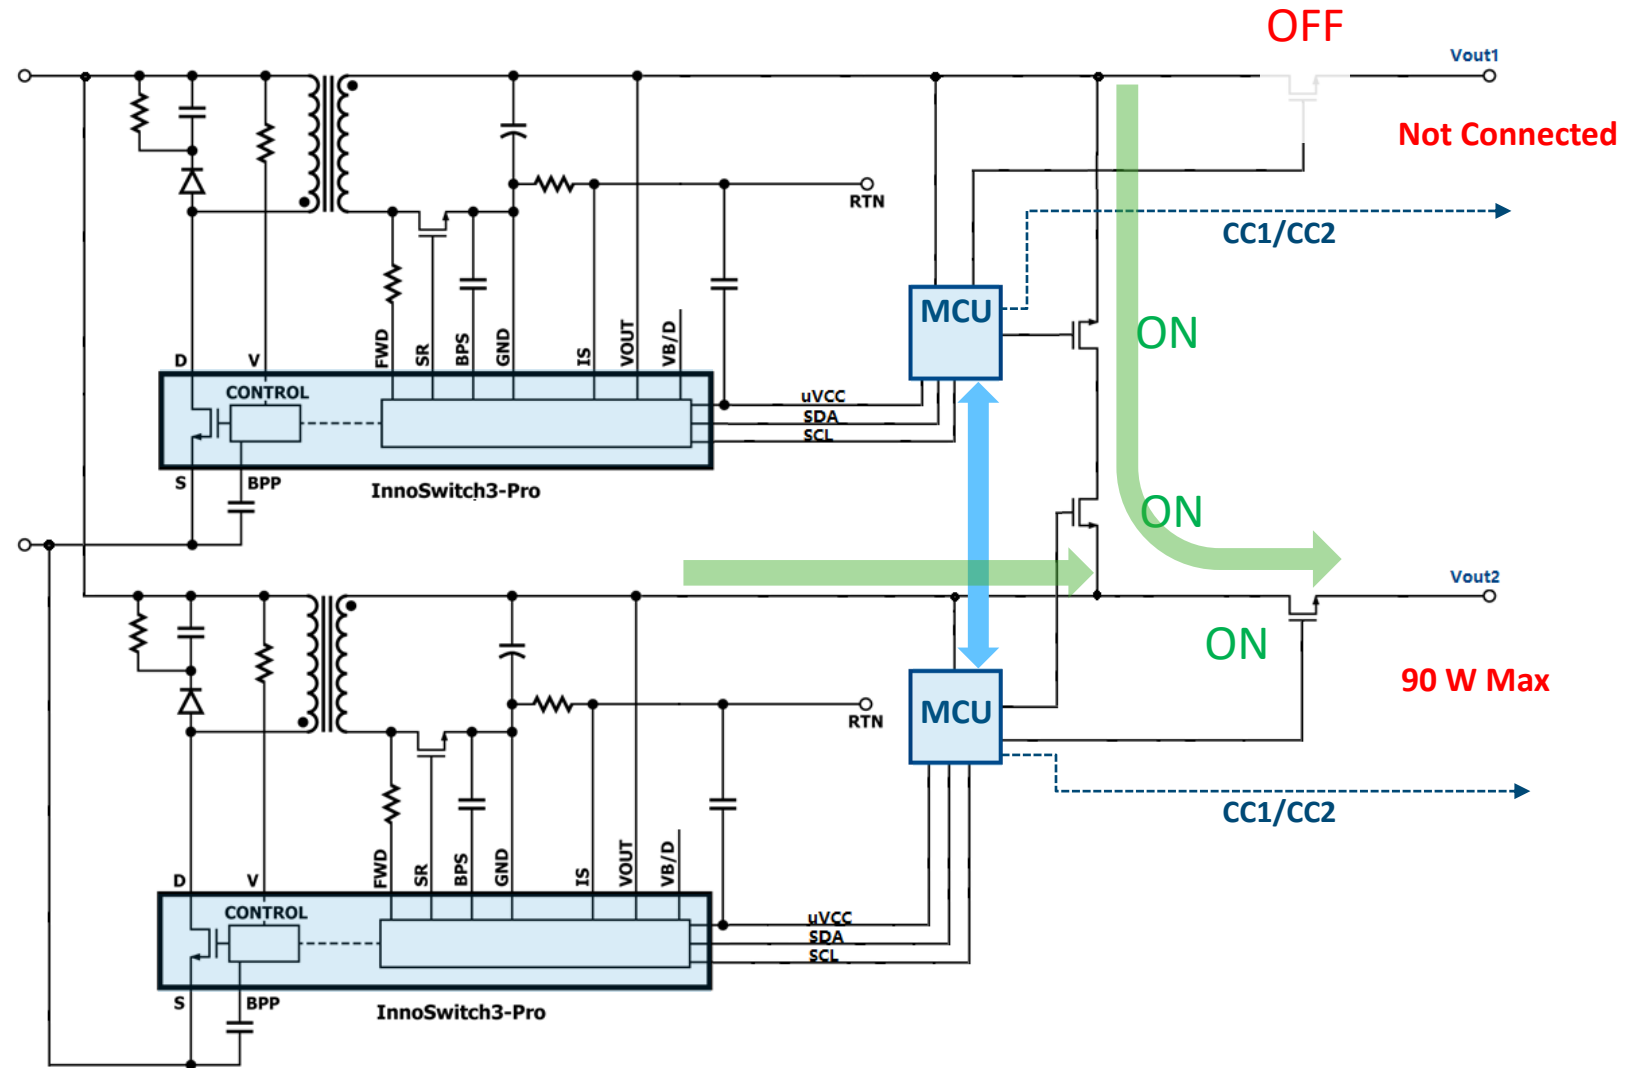 OFF
Vout1
Not Connected
RTN
CC1/CC2
MCU
ON
D
V
FWD
SR
BPS
GND
IS
VOUT
VB/D
CONTROL
uVCC
SDA
SCL
S
BPP
InnoSwitch3-Pro
ON
Vout2
ON
90 W Max
RTN
MCU
CC1/CC2
D
V
FWD
SR
BPS
GND
IS
VOUT
VB/D
CONTROL
uVCC
SDA
SCL
S
BPP
InnoSwitch3-Pro